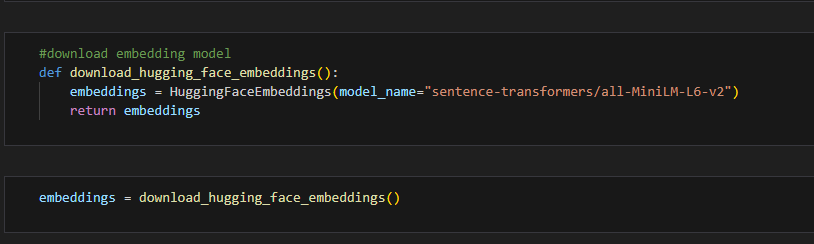 #download embedding model
def download_hugging_face_embeddings():
    embeddings = HuggingFaceEmbeddings(model_name="sentence-transformers/all-MiniLM-L6-v2")
    return embeddings
embeddings = download_hugging_face_embeddings()